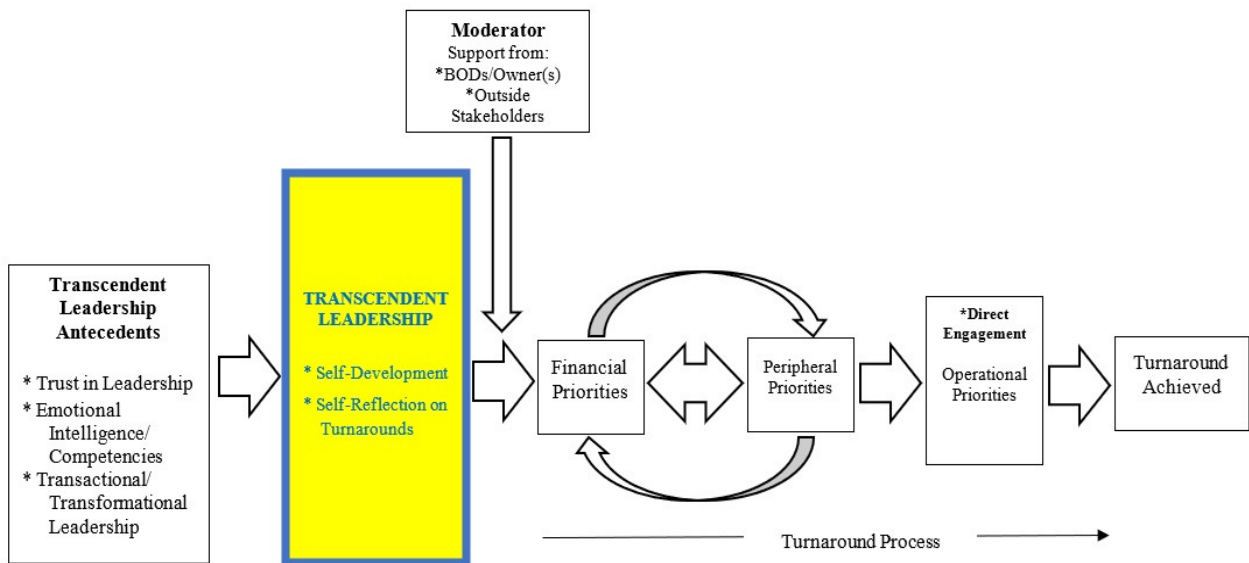 Moderator
Support from:
*BODs/Owner(s)
*Outside
Stakeholders
Transcendent
Leadership
Antecedents
* Trust in Leadership
* Emotional
Intelligence/
Competencies
* Transactional/
Transformational
Leadership
TRANSCENDENT
LEADERSHIP
* Self-Development
* Self-Reflection on
Turnarounds
Financial
Priorities
Peripheral
Priorities
*Direct
Engagement
Operational
Priorities
Turnaround
Achieved
Turnaround Process